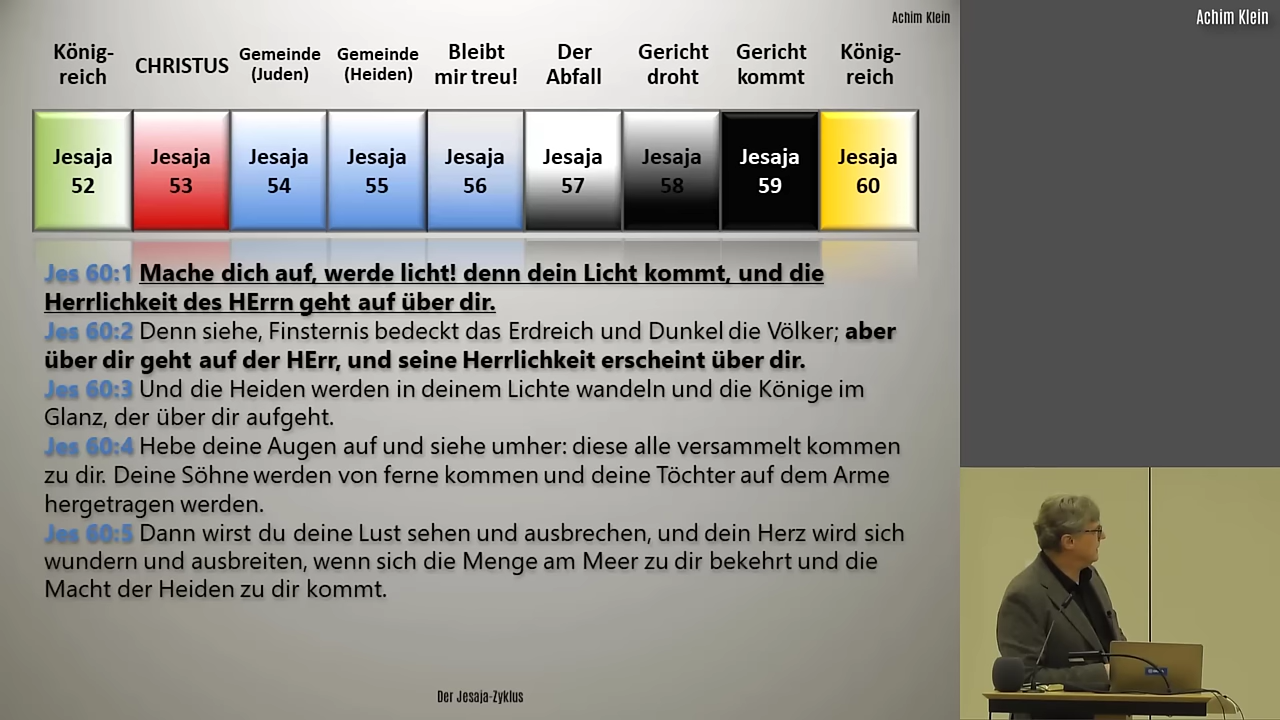 Achim Klein
Achim Klein
König-
reich
CHRISTUS
Gemeinde
(Juden)
Gemeinde
(Heiden)
Bleibt
mir treu!
Der
Abfall
Gericht
droht
Gericht
kommt
König-
reich
Jesaja
52
Jesaja
53
Jesaja
54
Jesaja
55
Jesaja
56
Jesaja
57
Jesaja
58
Jesaja
59
Jesaja
60
Jes 60:1 Mache dich auf, werde licht! denn dein Licht kommt, und die
Herrlichkeit des HErrn geht auf über dir.
Jes 60:2 Denn siehe, Finsternis bedeckt das Erdreich und Dunkel die Völker; aber
über dir geht auf der HErr, und seine Herrlichkeit erscheint über dir.
Jes 60:3 Und die Heiden werden in deinem Lichte wandeln und die Könige im
Glanz, der über dir aufgeht.
Jes 60:4 Hebe deine Augen auf und siehe umher: diese alle versammelt kommen
zu dir. Deine Söhne werden von ferne kommen und deine Töchter auf dem Arme
hergetragen werden.
Jes 60:5 Dann wirst du deine Lust sehen und ausbrechen, und dein Herz wird sich
wundern und ausbreiten, wenn sich die Menge am Meer zu dir bekehrt und die
Macht der Heiden zu dir kommt.
Der Jesaja-Zyklus